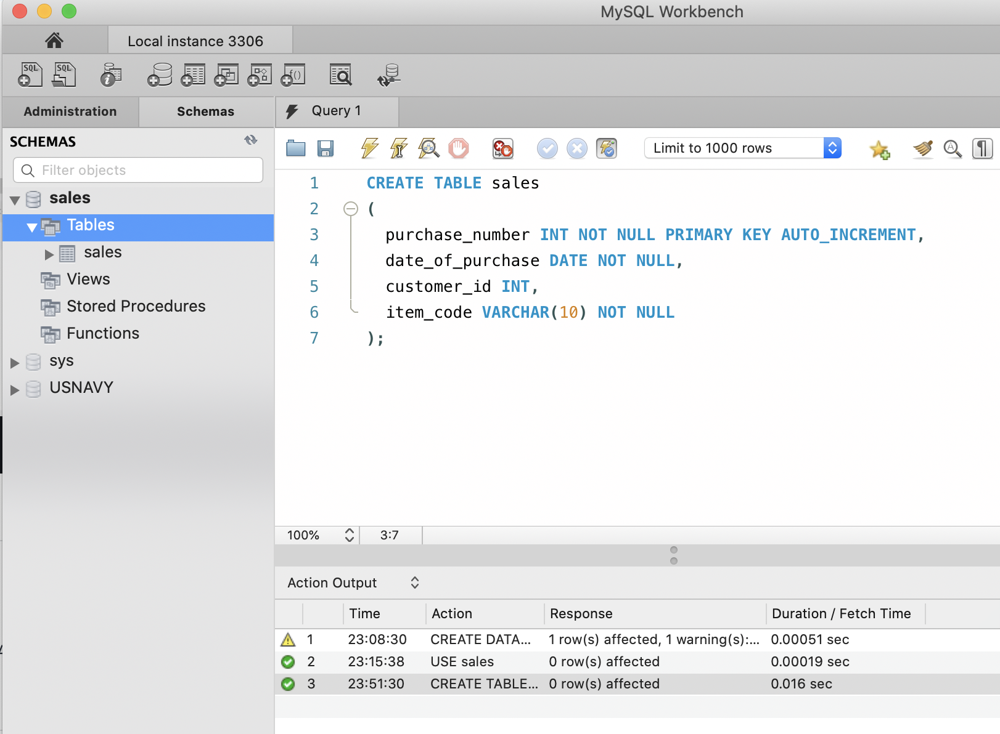 MySQL Workbench
Local instance 3306
SQL SQL i f()
Administration Schemas Query 1
SCHEMAS
Filter objects
sales
Tables
sales
Views
Stored Procedures
Functions
sys
USNAVY
Limit to 1000 rows
1 CREATE TABLE sales
2 (
3 purchase_number INT NOT NULL PRIMARY KEY AUTO_INCREMENT,
4 date_of_purchase DATE NOT NULL,
5 customer_id INT,
6 item_code VARCHAR(10) NOT NULL
7 );
100% 3:7
Action Output
Time Action Response Duration / Fetch Time
1 23:08:30 CREATE DATA... 1 row(s) affected, 1 warning(s):... 0.00051 sec
2 23:15:38 USE sales 0 row(s) affected 0.00019 sec
3 23:51:30 CREATE TABLE... 0 row(s) affected 0.016 sec